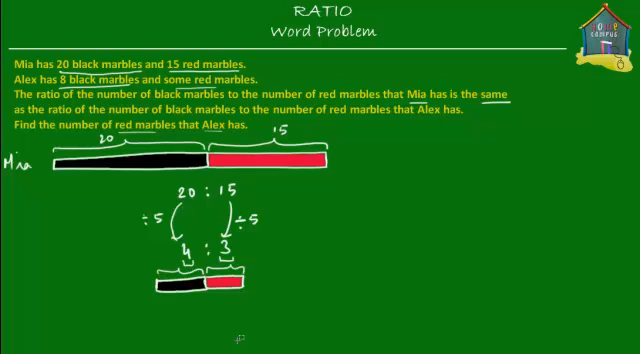 RATIO
Word Problem
Home
campus
Mia has 20 black marbles and 15 red marbles.
Alex has 8 black marbles and some red marbles.
The ratio of the number of black marbles to the number of red marbles that Mia has is the same
as the ratio of the number of black marbles to the number of red marbles that Alex has.
Find the number of red marbles that Alex has.
20 15
Mia
20 : 15
÷5 ÷5
4 : 3